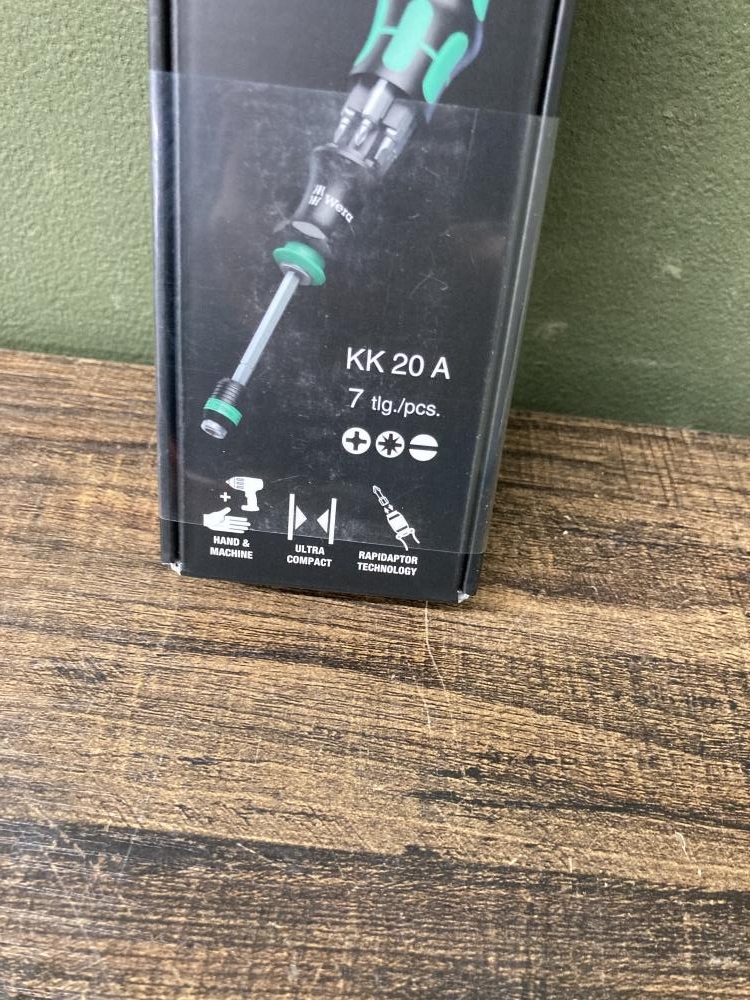 Wera
KK 20 A
7 tlg./pcs.
HAND &
MACHINE
ULTRA
COMPACT
RAPIDAPTOR
TECHNOLOGY